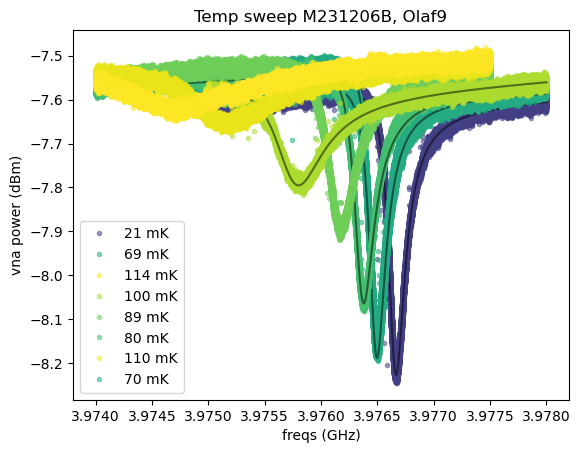 Temp sweep M231206B, Olaf9
vna power (dBm)
−7.5
−7.6
−7.7
−7.8
−7.9
−8.0
−8.1
−8.2
21 mK
69 mK
114 mK
100 mK
89 mK
80 mK
110 mK
70 mK
3.9740 3.9745 3.9750 3.9755 3.9760 3.9765 3.9770 3.9775 3.9780
freqs (GHz)